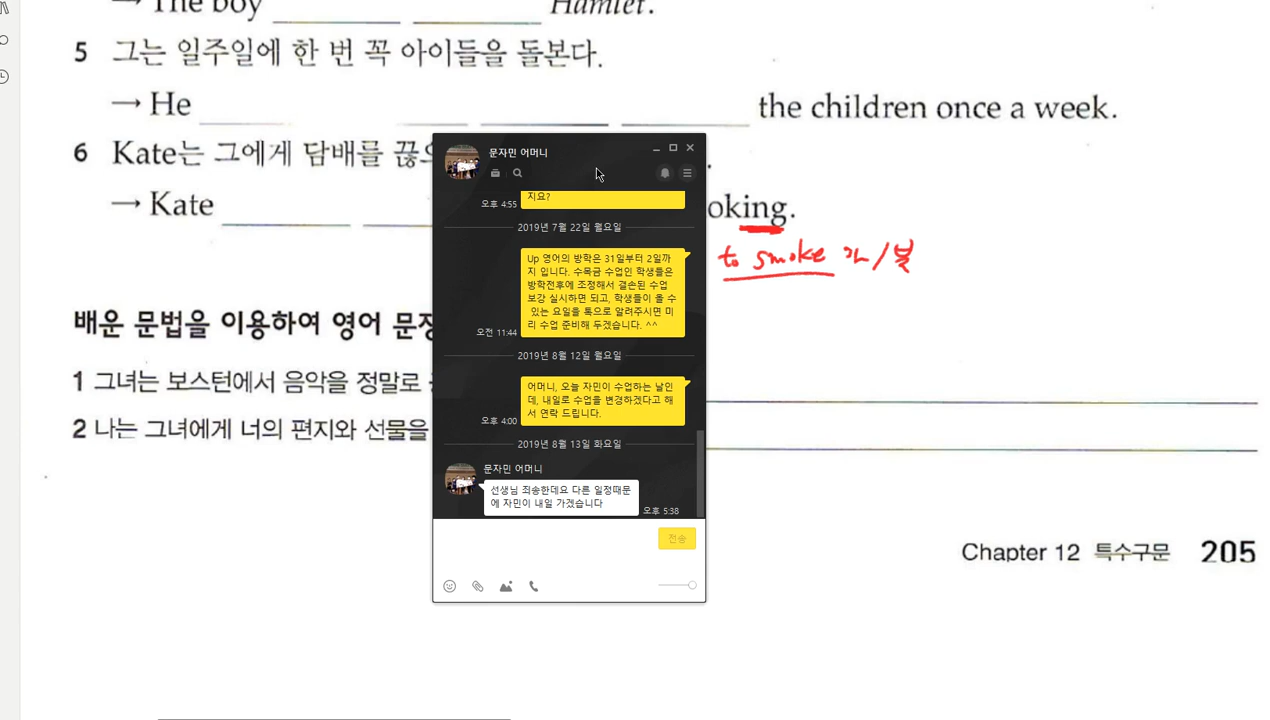 → The boy ________ ________ Hamlet.
5 그는 일주일에 한 번 꼭 아이들을 돌본다.
→ He ________ ________ ________ ________ the children once a week.
6 Kate는 그에게 담배를 끊으
.
→ Kate ________ ________ oking.
to smoke 가/불
배운 문법을 이용하여 영어 문장
1 그녀는 보스턴에서 음악을 정말로
2 나는 그녀에게 너의 편지와 선물을
Chapter 12 특수구문 205
문자민 어머니
지요?
오후 4:55
2019년 7월 22일 월요일
Up 영어의 방학은 31일부터 2일까
지 입니다. 수목금 수업인 학생들은
방학전후에 조정해서 결손된 수업
보강 실시하면 되고, 학생들이 올 수
있는 요일을 톡으로 알려주시면 미
리 수업 준비해 두겠습니다. ^^
오전 11:44
2019년 8월 12일 월요일
어머니, 오늘 자민이 수업하는 날인
데, 내일로 수업을 변경하겠다고 해
서 연락 드립니다.
오후 4:00
2019년 8월 13일 화요일
문자민 어머니
선생님 죄송한데요 다른 일정때문
에 자민이 내일 가겠습니다
오후 5:38
전송